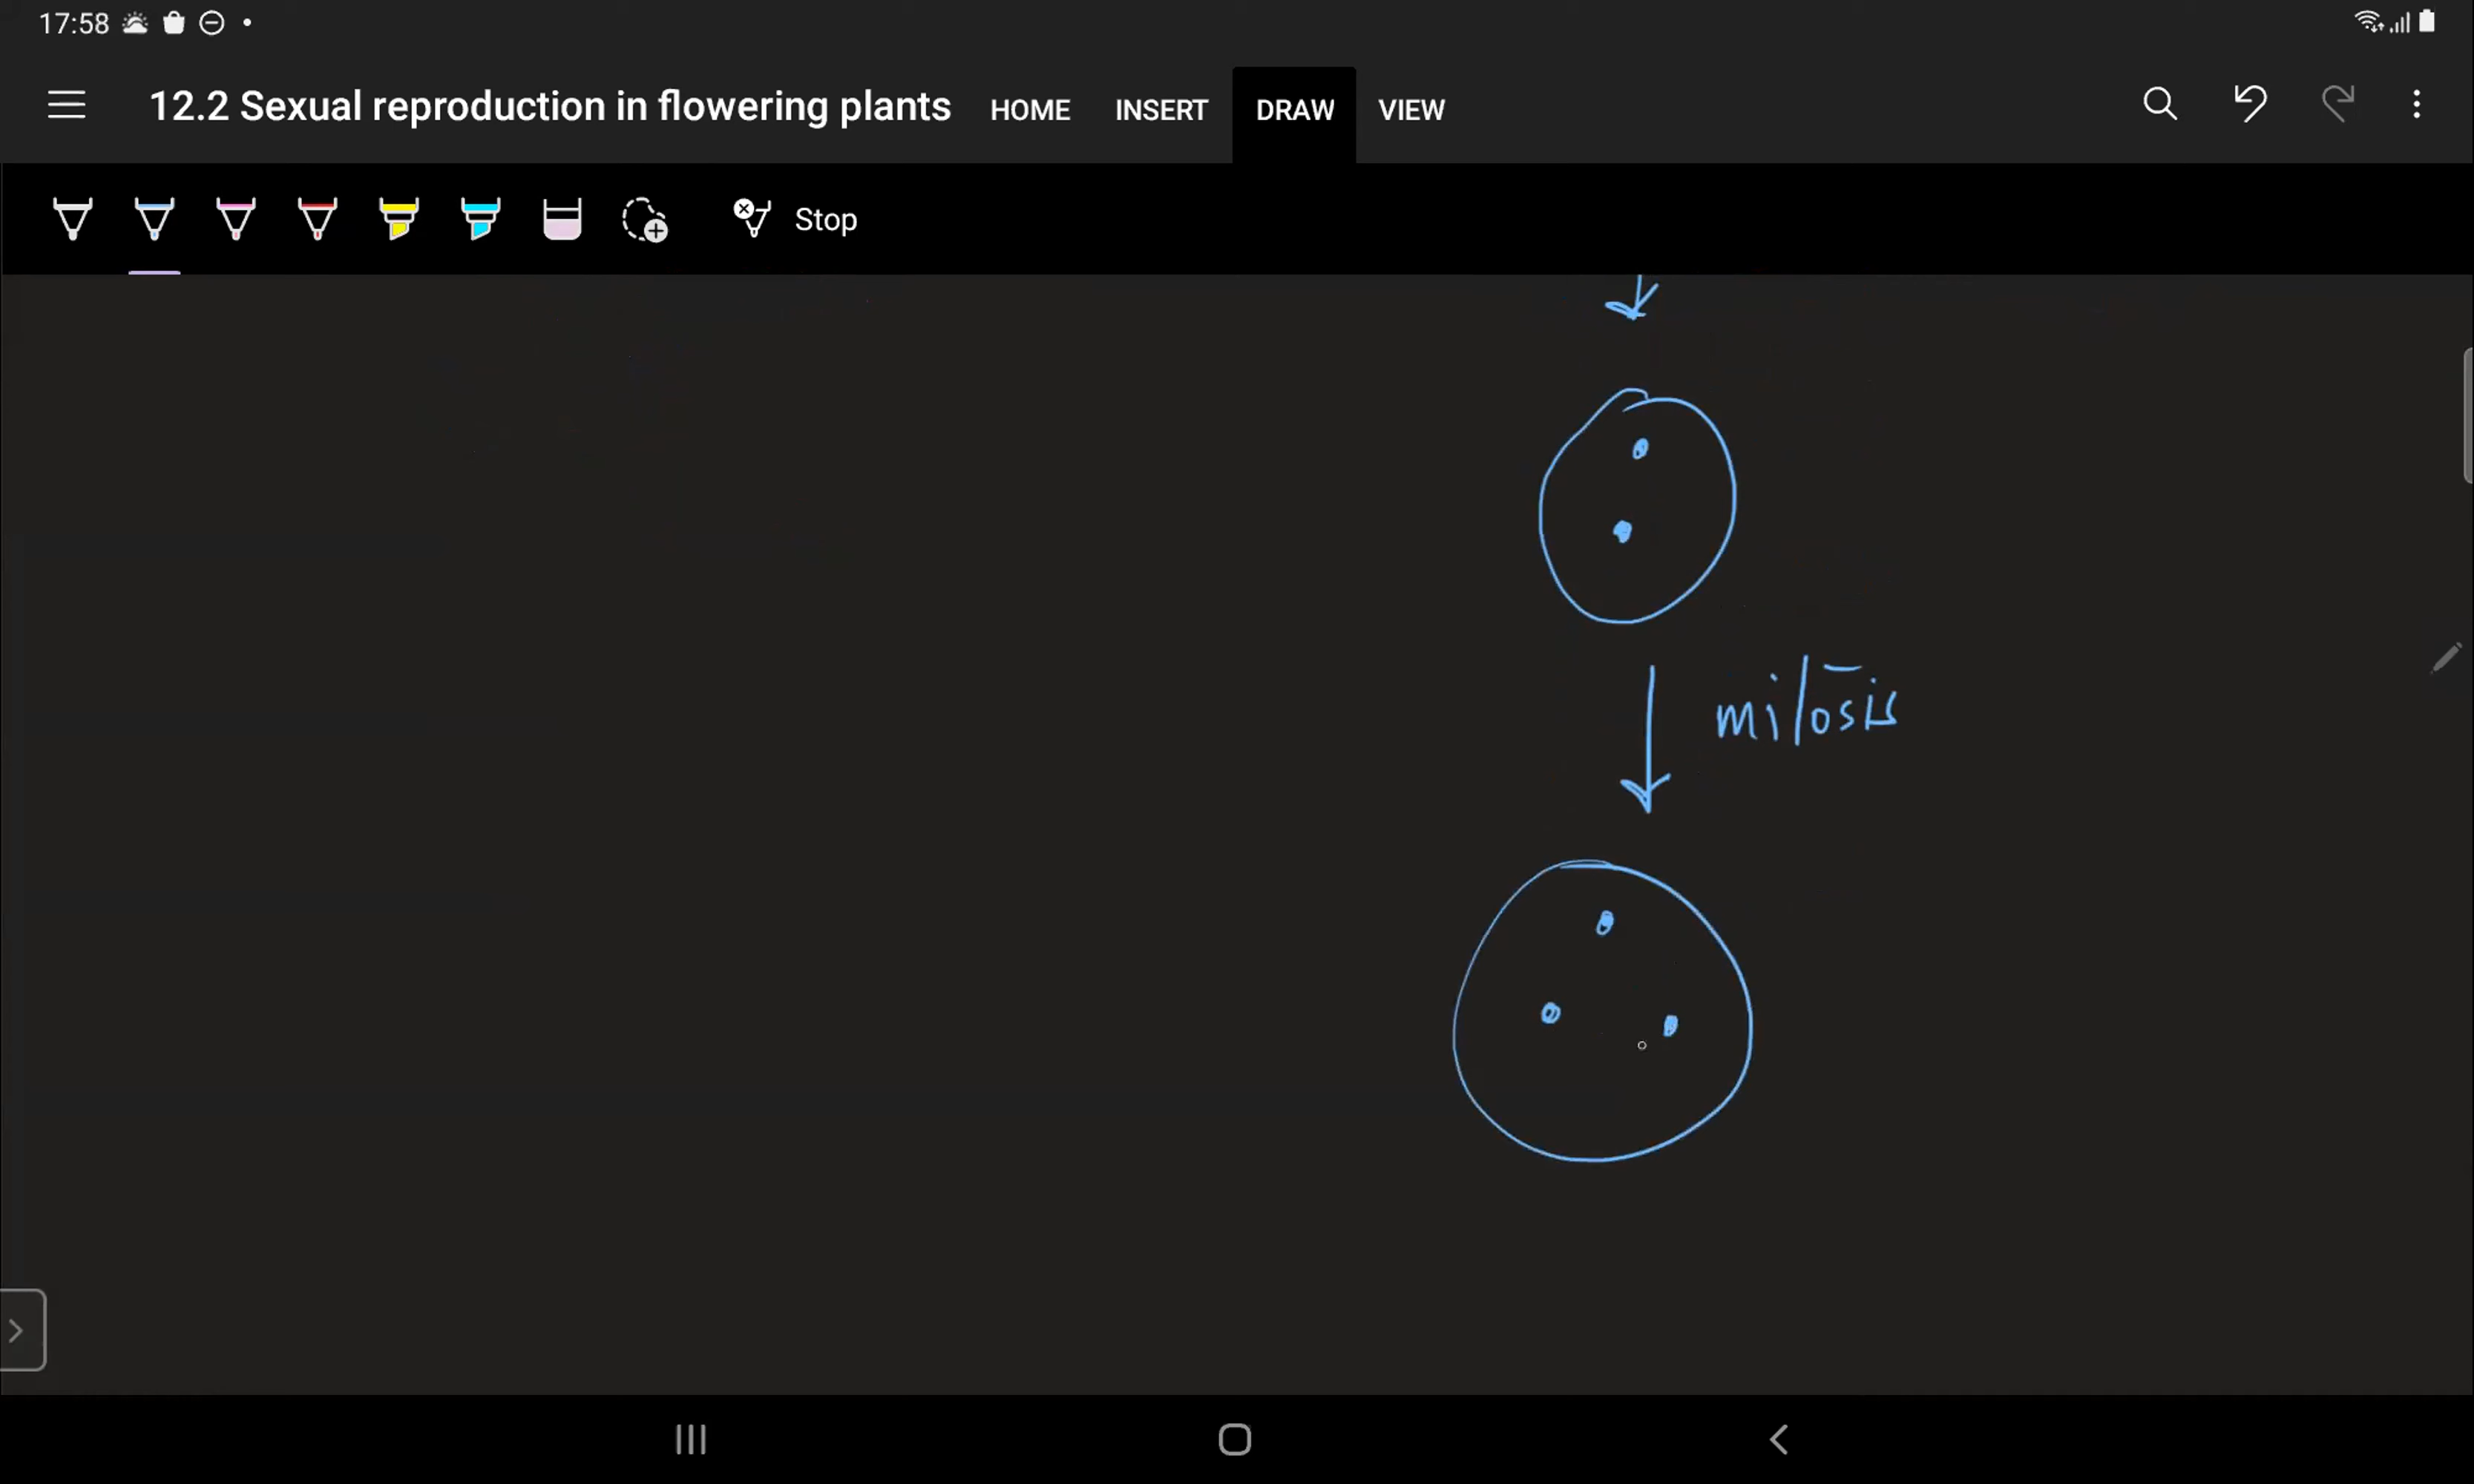 17:58
12.2 Sexual reproduction in flowering plants HOME INSERT DRAW VIEW
Stop
mitosis